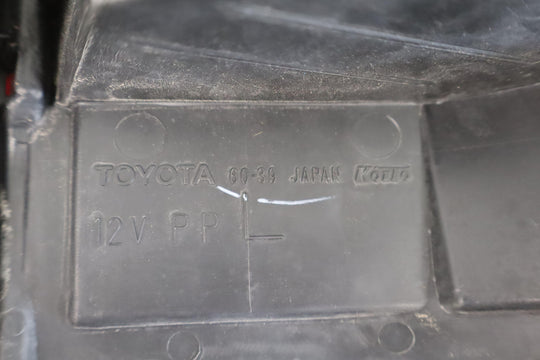 TOYOTA 60-39 JAPAN KOITO
12V PP L